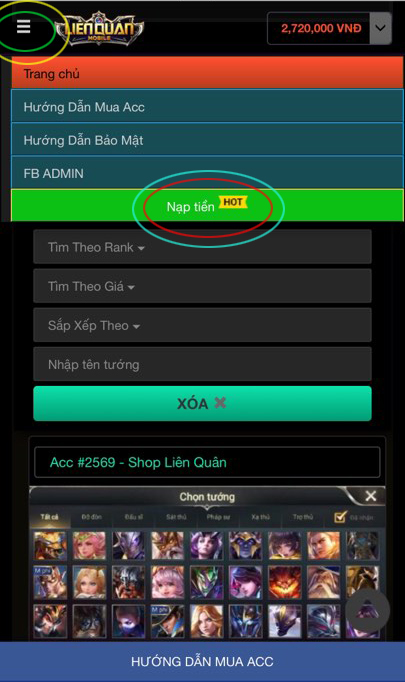 LIÊN QUÂN
MOBILE
2,720,000 VNĐ
Trang chủ
Hướng Dẫn Mua Acc
Hướng Dẫn Bảo Mật
FB ADMIN
Nạp tiền HOT
Tìm Theo Rank
Tìm Theo Giá
Sắp Xếp Theo
Nhập tên tướng
XÓA
Acc #2569 - Shop Liên Quân
Chọn tướng
Tất cả Đỡ đòn Đấu sĩ Sát thủ Pháp sư Xạ thủ Trợ thủ Đã nhận
M phí
M phí
HƯỚNG DẪN MUA ACC